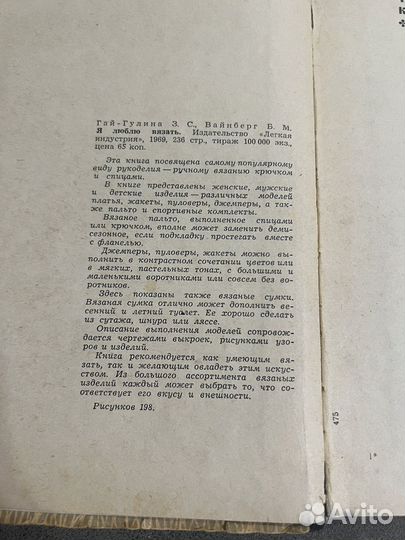 Гай-Гулина З. С., Вайнберг Б. М.
Я люблю вязать. Издательство «Легкая
индустрия», 1969, 236 стр., тираж 100 000 экз.,
цена 65 коп.
Эта книга посвящена самому популярному
виду рукоделия — ручному вязанию крючком
и спицами.
В книге представлены женские, мужские
и детские изделия — различных моделей
платья, жакеты, пуловеры, джемперы, а так-
же пальто и спортивные комплекты.
Вязаное пальто, выполненное спицами
или крючком, вполне может заменить деми-
сезонное, если подкладку простегать вместе
с фланелью.
Джемперы, пуловеры, жакеты можно вы-
полнить в контрастном сочетании цветов или
в мягких, пастельных тонах, с большими и
маленькими воротниками или совсем без во-
ротников.
Здесь показаны также вязаные сумки.
Вязаная сумка отлично может дополнить ве-
сенний и летний туалет. Ее хорошо сделать
из сутажа, шнура или ляссе.
Описание выполнения моделей сопровож-
дается чертежами выкроек, рисунками узо-
ров и изделий.
Книга рекомендуется как умеющим вя-
зать, так и желающим овладеть этим искус-
ством. Из большого ассортимента вязаных
изделий каждый может выбрать то, что со-
ответствует его вкусу и внешности.
Рисунков 198.
475
1*
Avito